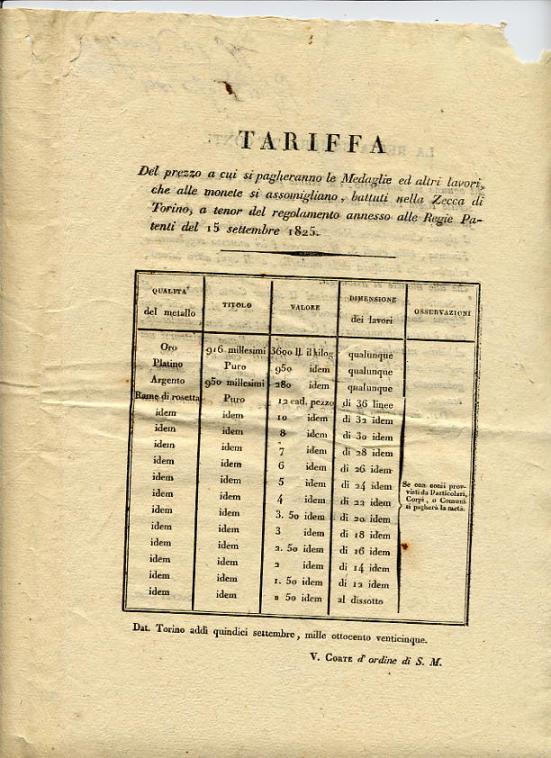 TARIFFA
Del prezzo a cui si pagheranno le Medaglie ed altri lavori,
che alle monete si assomigliano, battuti nella Zecca di
Torino, a tenor del regolamento annesso alle Regie Pa-
tenti del 15 settembre 1825.
QUALITA' del metallo TITOLO VALORE DIMENSIONE dei lavori OSSERVAZIONI
Oro 916 millesimi 3690 ll. il kilog. qualunque
Platino Puro 950 idem qualunque
Argento 950 millesimi 280 idem qualunque
Rame di rosetta Puro 12 cad. pezzo di 36 linee
idem idem 10 idem di 32 idem
idem idem 8 idem di 30 idem
idem idem 7 idem di 28 idem
idem idem 6 idem di 26 idem
idem idem 5 idem di 24 idem
idem idem 4 idem di 22 idem
idem idem 3. 50 idem di 20 idem
idem idem 3 idem di 18 idem
idem idem 2. 50 idem di 16 idem
idem idem 2 idem di 14 idem
idem idem 1. 50 idem di 12 idem
idem idem 0 50 idem al dissotto
Se con conii prov-
visti da Particolari,
Corpi, o Comuni
si pagherà la metà.
Dat. Torino addì quindici settembre, mille ottocento venticinque.
V. CORTE d'ordine di S. M.